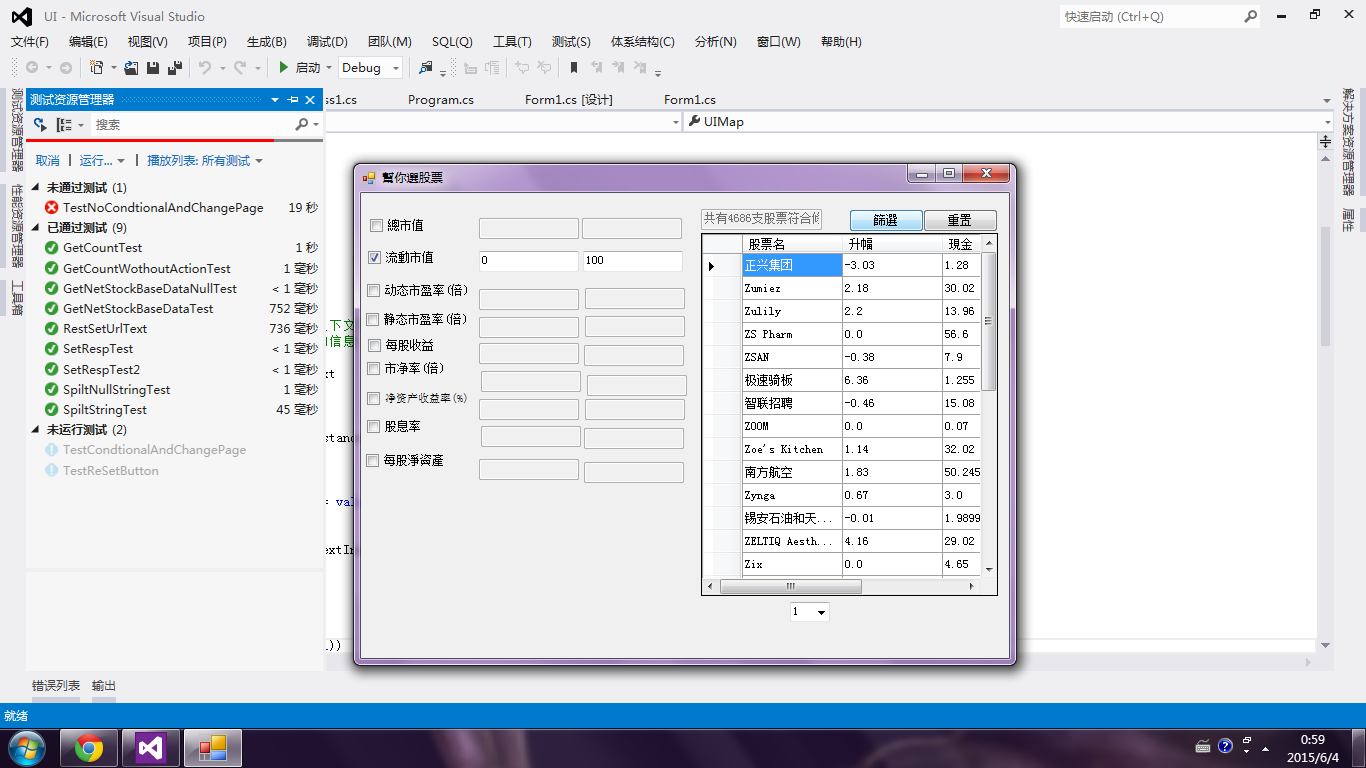 UI - Microsoft Visual Studio
快速启动 (Ctrl+Q)
文件(F) 编辑(E) 视图(V) 项目(P) 生成(B) 调试(D) 团队(M) SQL(Q) 工具(T) 测试(S) 体系结构(C) 分析(N) 窗口(W) 帮助(H)
启动 Debug
测试资源管理器
性能资源管理器
工具箱
测试资源管理器
ss1.cs Program.cs Form1.cs [设计] Form1.cs
搜索
UIMap
取消 运行... 播放列表: 所有测试
未通过测试 (1)
TestNoCondtionalAndChangePage 19 秒
已通过测试 (9)
GetCountTest 1 秒
GetCountWothoutActionTest 1 毫秒
GetNetStockBaseDataNullTest < 1 毫秒
GetNetStockBaseDataTest 752 毫秒
RestSetUrlText 736 毫秒
SetRespTest < 1 毫秒
SetRespTest2 < 1 毫秒
SpiltNullStringTest 1 毫秒
SpiltStringTest 45 毫秒
未运行测试 (2)
TestCondtionalAndChangePage
TestReSetButton
下文
信息
xt
stanc
= val
extIn
.))
幫你選股票
總市值
流動市值 0 100
动态市盈率(倍)
静态市盈率(倍)
每股收益
市净率(倍)
净资产收益率(%)
股息率
每股淨資產
共有4686支股票符合
篩選 重置
股票名 升幅 現金
正兴集团 -3.03 1.28
Zumiez 2.18 30.02
Zulily 2.2 13.96
ZS Pharm 0.0 56.6
ZSAN -0.38 7.9
极速骑板 6.36 1.255
智联招聘 -0.46 15.08
ZOOM 0.0 0.07
Zoe's Kitchen 1.14 32.02
南方航空 1.83 50.245
Zynga 0.67 3.0
锡安石油和天... -0.01 1.9899
ZELTIQ Aesth... 4.16 29.02
Zix 0.0 4.65
1
解决方案资源管理器
属性
错误列表 输出
就绪
0:59
2015/6/4